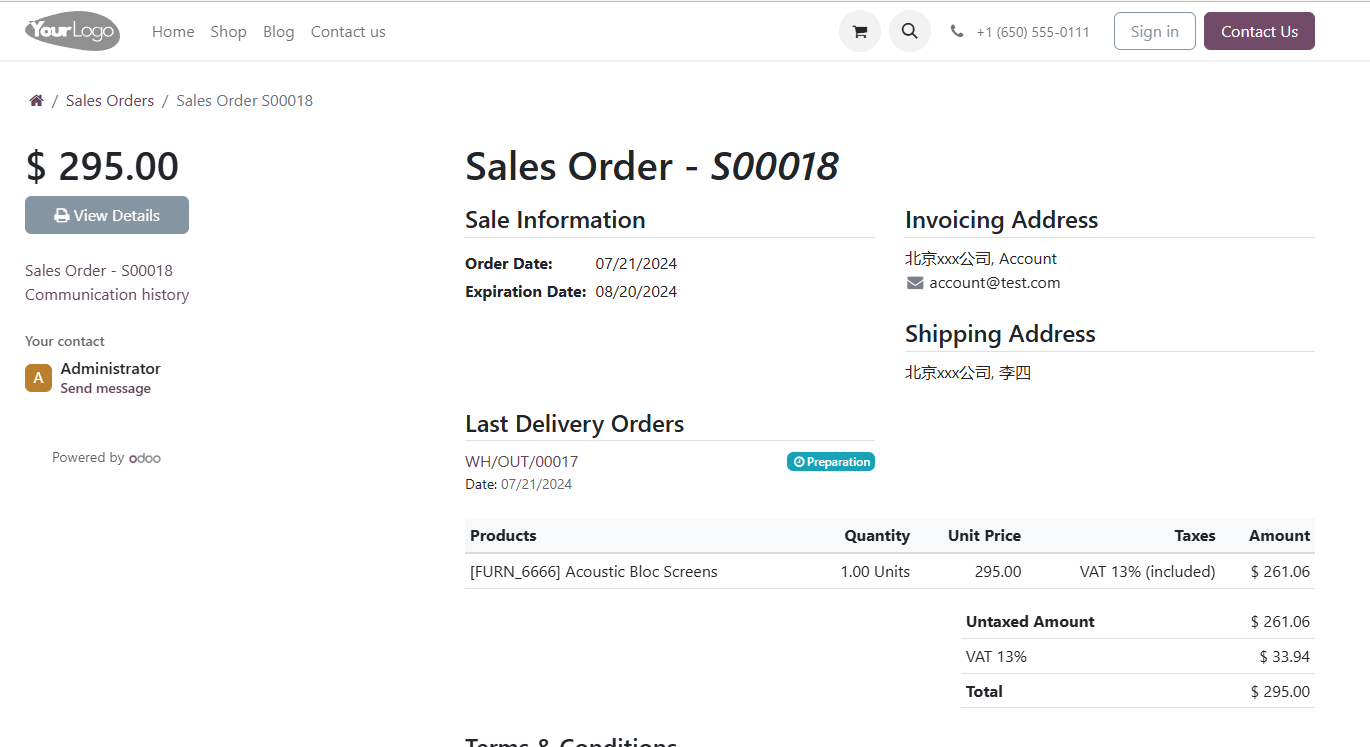 YourLogo
Home Shop Blog Contact us
+1 (650) 555-0111
Sign in
Contact Us
/ Sales Orders / Sales Order S00018
$ 295.00
View Details
Sales Order - S00018
Communication history
Your contact
A
Administrator
Send message
Powered by odoo
Sales Order - S00018
Sale Information
Order Date: 07/21/2024
Expiration Date: 08/20/2024
Invoicing Address
北京xxx公司, Account
account@test.com
Shipping Address
北京xxx公司, 李四
Last Delivery Orders
WH/OUT/00017 Preparation
Date: 07/21/2024
Products Quantity Unit Price Taxes Amount
[FURN_6666] Acoustic Bloc Screens 1.00 Units 295.00 VAT 13% (included) $ 261.06
Untaxed Amount $ 261.06
VAT 13% $ 33.94
Total $ 295.00
Terms & Conditions